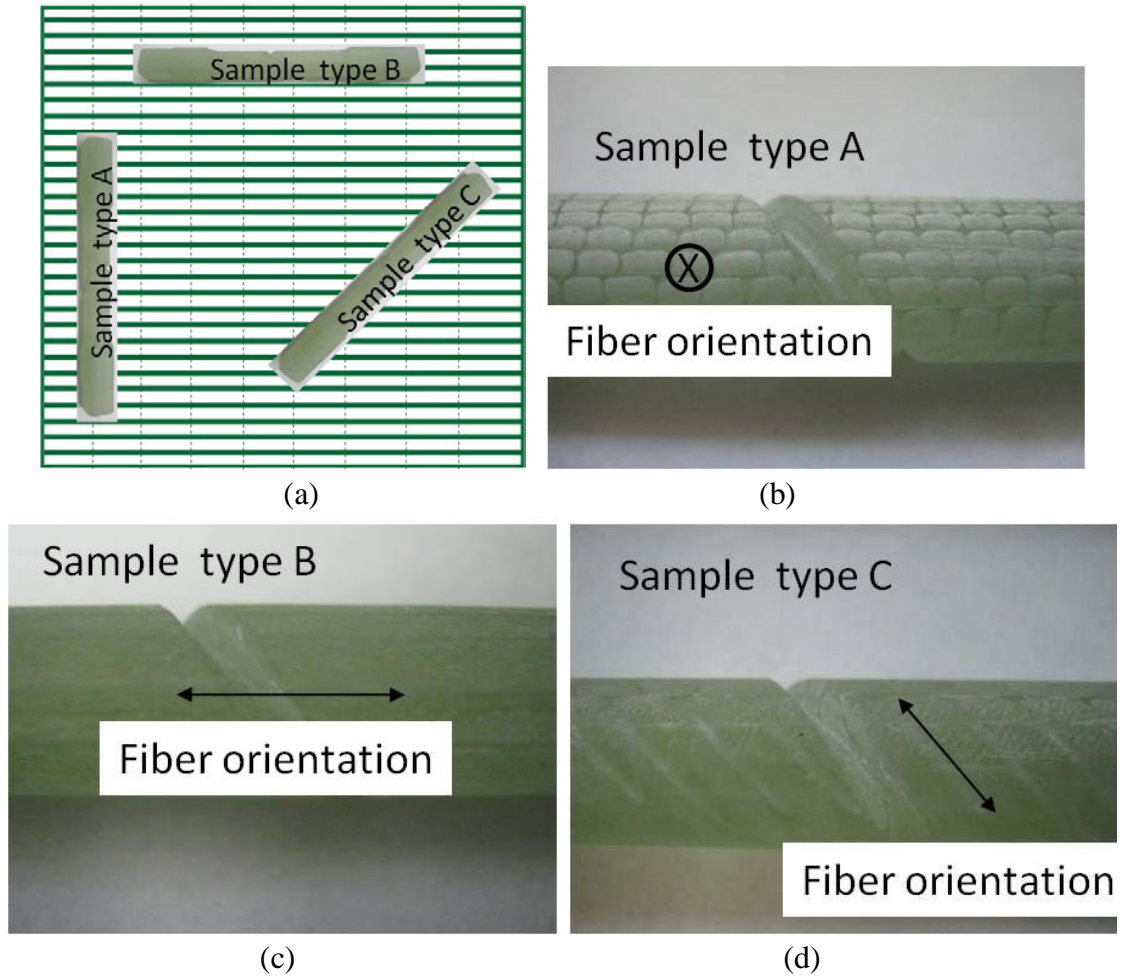 Sample type B
Sample type A
Sample type C
(a)
Sample type A
X
Fiber orientation
(b)
Sample type B
Fiber orientation
(c)
Sample type C
Fiber orientation
(d)